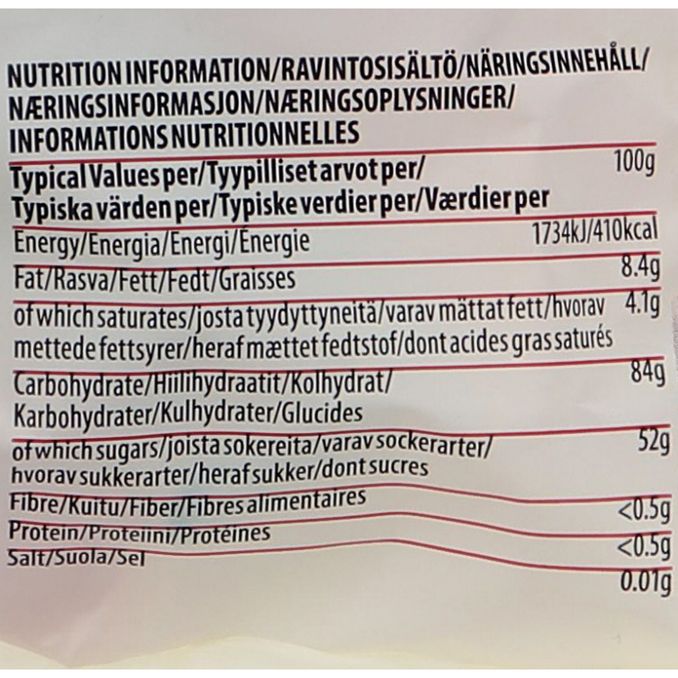 NUTRITION INFORMATION/RAVINTOSISÄLTÖ/NÄRINGSINNEHÅLL/
NÆRINGSINFORMASJON/NÆRINGSOPLYSNINGER/
INFORMATIONS NUTRITIONNELLES
Typical Values per/Tyypilliset arvot per/ 100g
Typiska värden per/Typiske verdier per/Værdier per
Energy/Energia/Energi/Énergie 1734kJ/410kcal
Fat/Rasva/Fett/Fedt/Graisses 8.4g
of which saturates/josta tyydyttyneitä/varav mättat fett/hvorav 4.1g
mettede fettsyrer/heraf mættet fedtstof/dont acides gras saturés
Carbohydrate/Hiilihydraatit/Kolhydrat/ 84g
Karbohydrater/Kulhydrater/Glucides
of which sugars/joista sokereita/varav sockerarter/ 52g
hvorav sukkerarter/heraf sukker/dont sucres
Fibre/Kuitu/Fiber/Fibres alimentaires <0.5g
Protein/Proteiini/Protéines <0.5g
Salt/Suola/Sel 0.01g